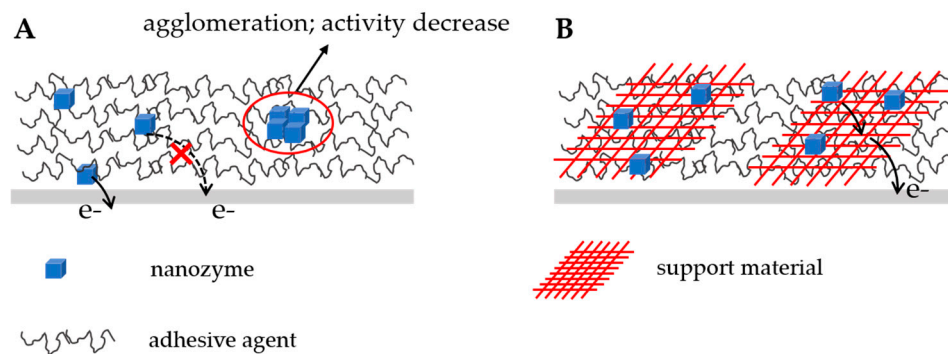 A
agglomeration; activity decrease
B
e-
e-
e-
nanozyme
support material
adhesive agent